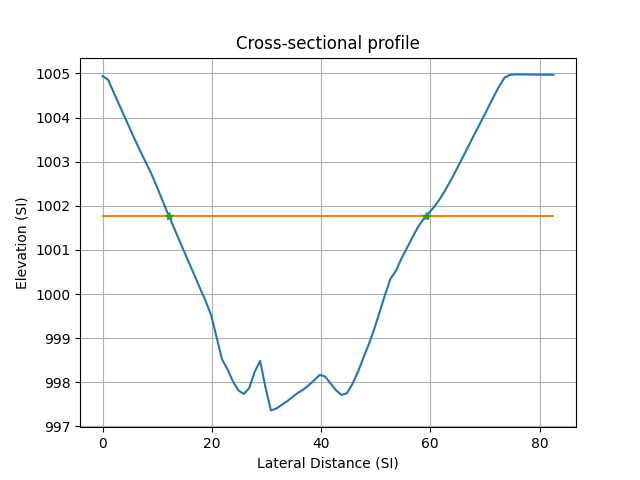 Cross-sectional profile
Elevation (SI)
1005
1004
1003
1002
1001
1000
999
998
997
0 20 40 60 80
Lateral Distance (SI)